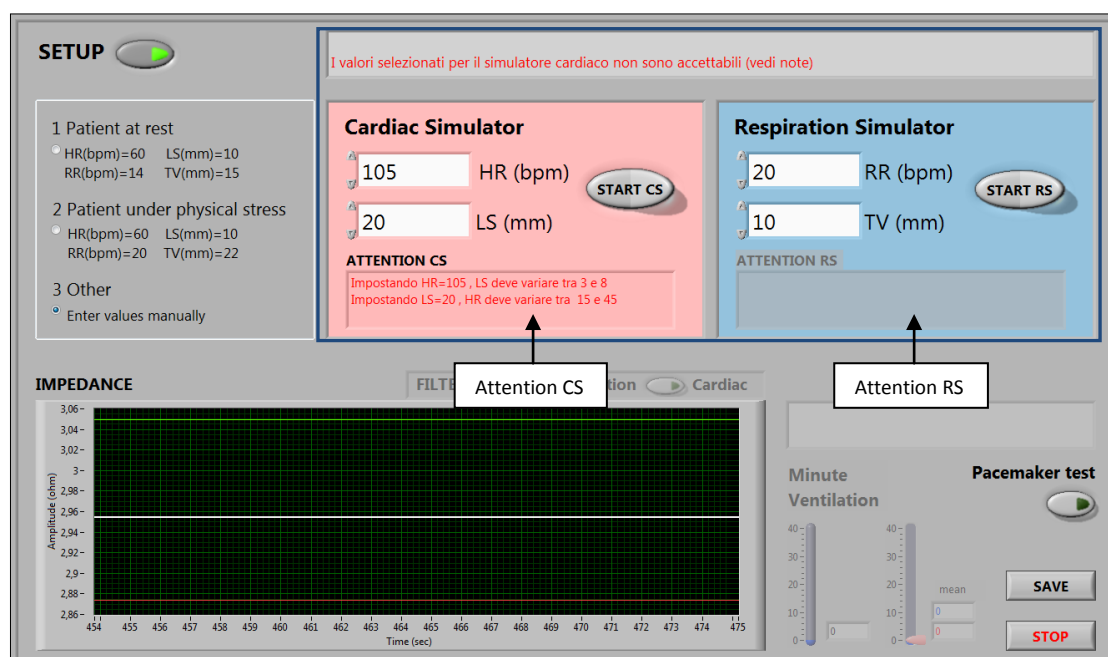 SETUP
I valori selezionati per il simulatore cardiaco non sono accettabili (vedi note)
1 Patient at rest
HR(bpm)=60 LS(mm)=10
RR(bpm)=14 TV(mm)=15
2 Patient under physical stress
HR(bpm)=60 LS(mm)=10
RR(bpm)=20 TV(mm)=22
3 Other
Enter values manually
Cardiac Simulator
105 HR (bpm)
20 LS (mm)
START CS
ATTENTION CS
Impostando HR=105 , LS deve variare tra 3 e 8
Impostando LS=20 , HR deve variare tra 15 e 45
Respiration Simulator
20 RR (bpm)
10 TV (mm)
START RS
ATTENTION RS
Attention CS
Attention RS
IMPEDANCE
Cardiac
3,06
3,04
3,02
3
2,98
2,96
2,94
2,92
2,9
2,88
2,86
Amplitude (ohm)
454 455 456 457 458 459 460 461 462 463 464 465 466 467 468 469 470 471 472 473 474 475
Time (sec)
Minute
Ventilation
40
30
20
10
0
0
40
30
20
10
0
mean
0
0
Pacemaker test
SAVE
STOP